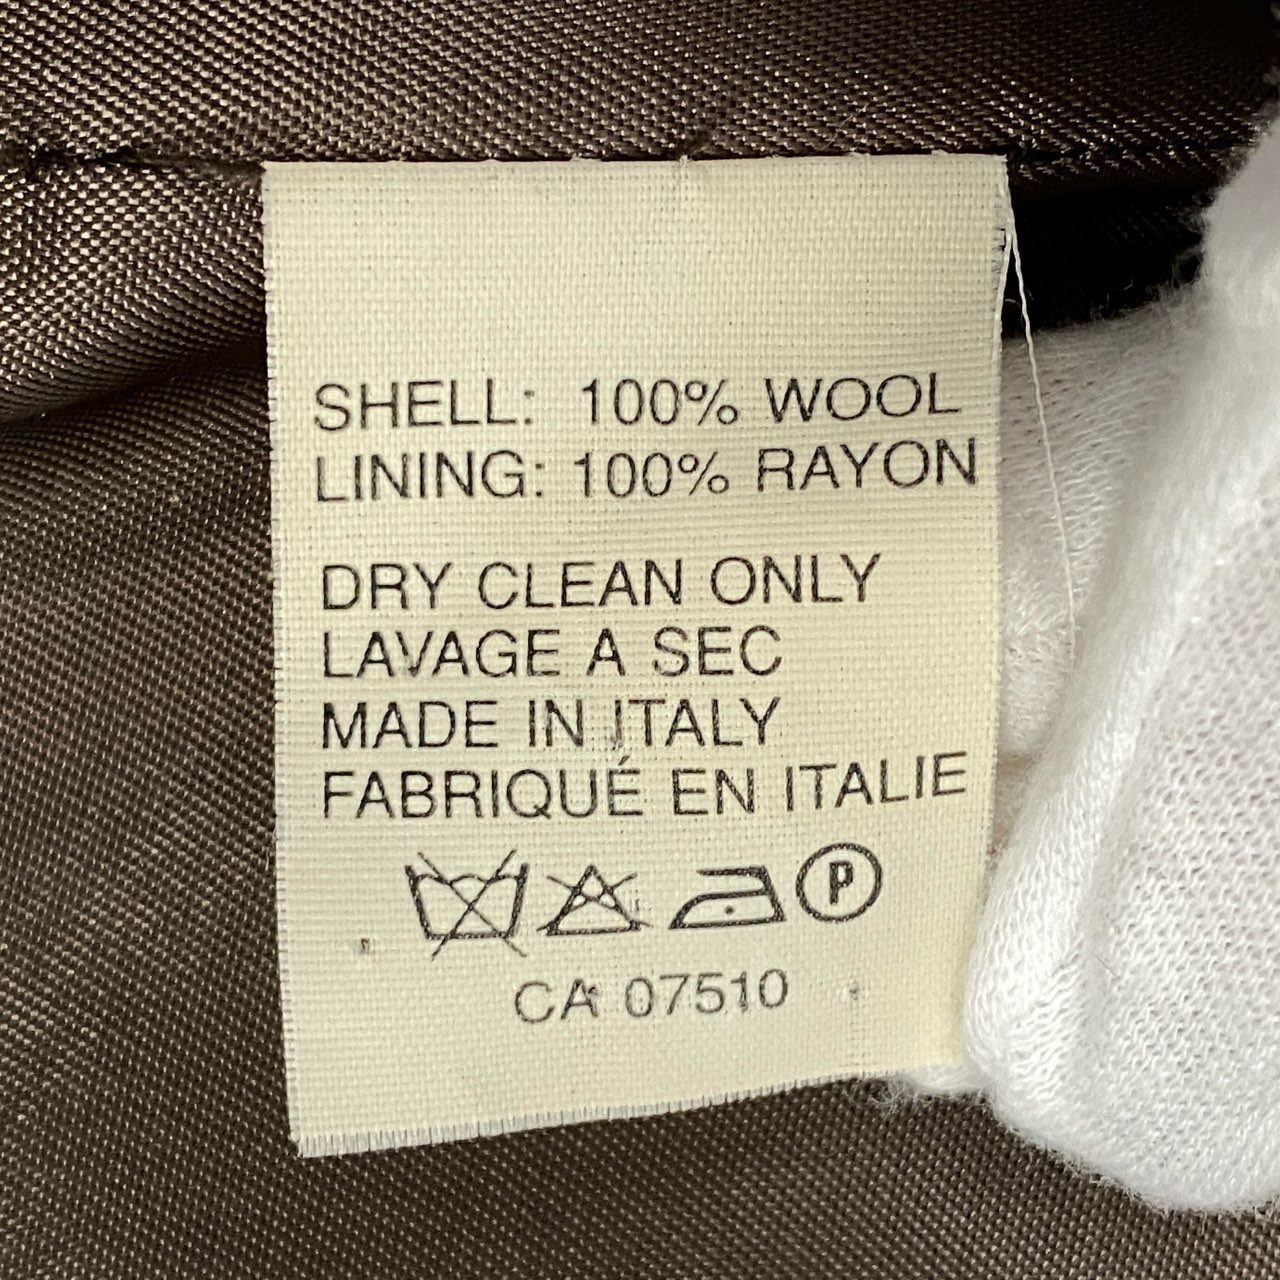 SHELL: 100% WOOL
LINING: 100% RAYON
DRY CLEAN ONLY
LAVAGE A SEC
MADE IN ITALY
FABRIQUÉ EN ITALIE
P
CA 07510